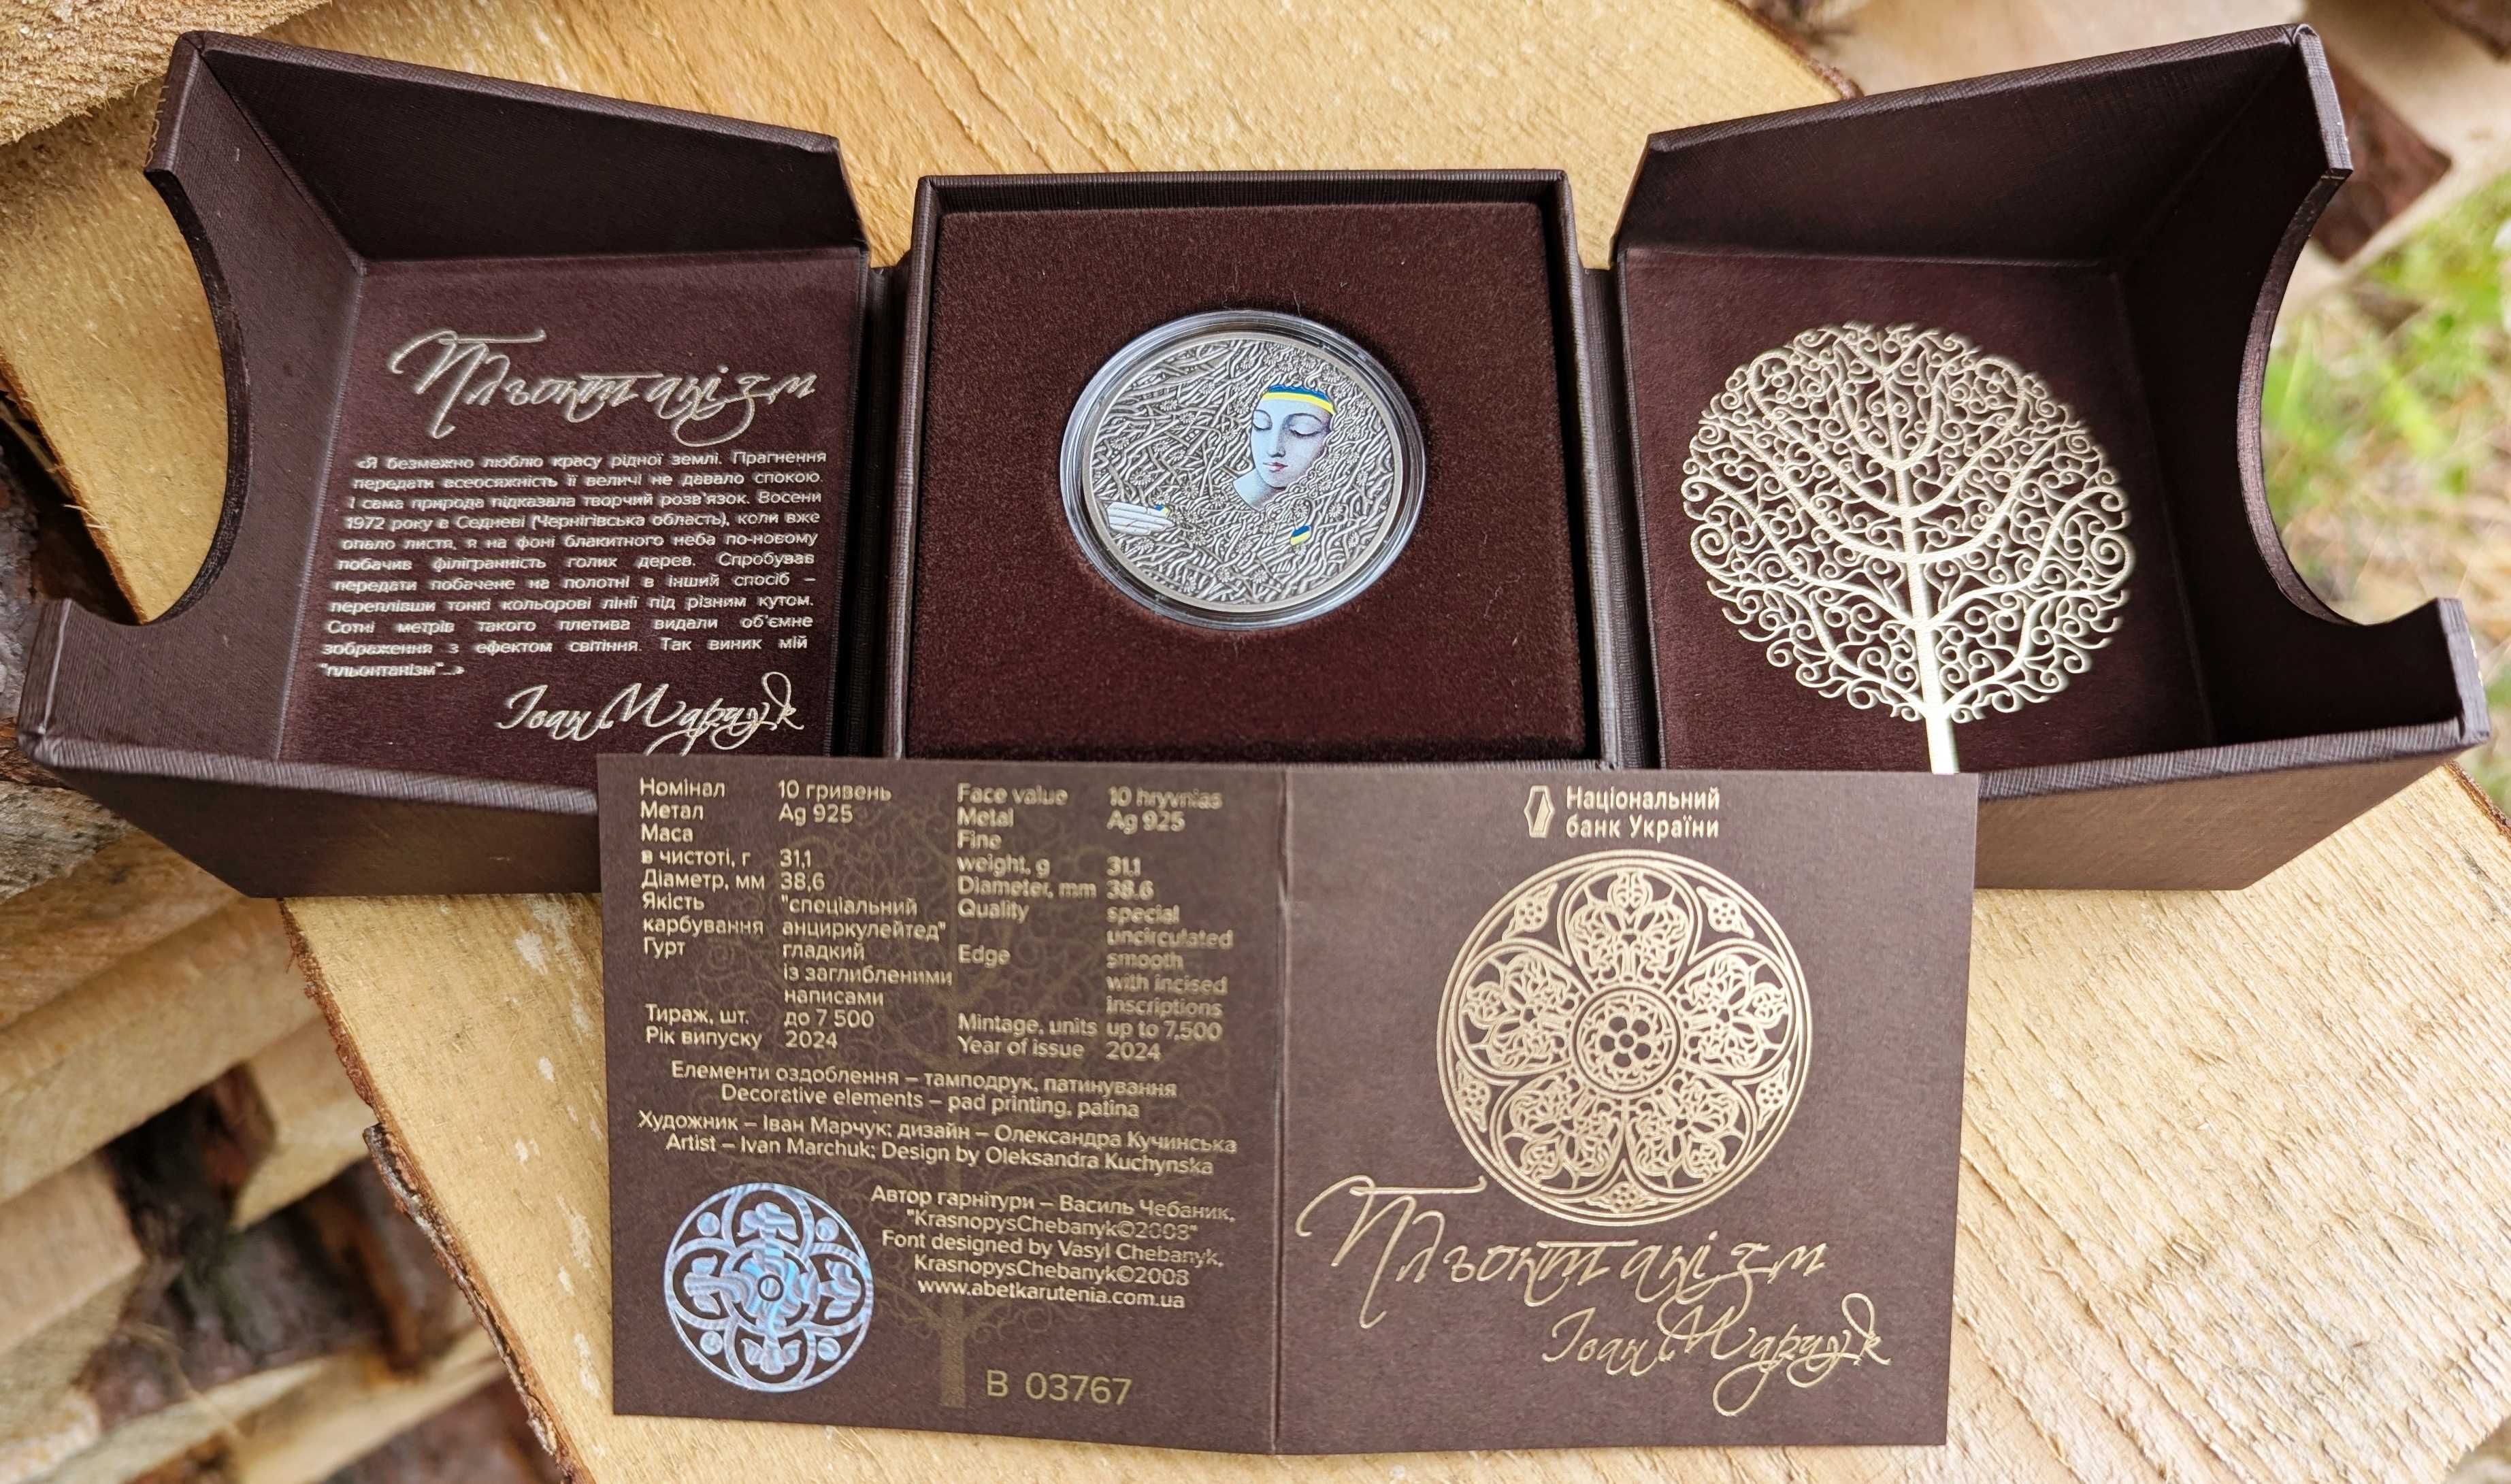 Пльонтанізм
«Я безмежно люблю красу рідної землі. Прагнення
передати всеосяжність її величі не давало спокою.
І сама природа підказала творчий розв'язок. Восени
1972 року в Седневі (Чернігівська область), коли вже
опало листя, я на фоні блакитного неба по-новому
побачив філігранність голих дерев. Спробував
передати побачене на полотні в інший спосіб –
переплівши тонкі кольорові лінії під різним кутом.
Сотні метрів такого плетива видали об'ємне
зображення з ефектом світіння. Так виник мій
"пльонтанізм"...»
Іван Марчук
Номінал 10 гривень
Метал Ag 925
Маса
в чистоті, г 31,1
Діаметр, мм 38,6
Якість "спеціальний
карбування анциркулейтед"
Гурт гладкий
із заглибленими
написами
Тираж, шт. до 7 500
Рік випуску 2024
Face value 10 hryvnias
Metal Ag 925
Fine
weight, g 31.1
Diameter, mm 38.6
Quality special
uncirculated
Edge smooth
with incised
inscriptions
Mintage, units up to 7,500
Year of issue 2024
Елементи оздоблення – тамподрук, патинування
Decorative elements – pad printing, patina
Художник – Іван Марчук; дизайн – Олександра Кучинська
Artist – Ivan Marchuk; Design by Oleksandra Kuchynska
Автор гарнітури – Василь Чебаник,
"KrasnopysChebanyk©2008"
Font designed by Vasyl Chebanyk,
KrasnopysChebanyk©2008
www.abetkarutenia.com.ua
В 03767
Національний
банк України
Пльонтанізм
Іван Марчук